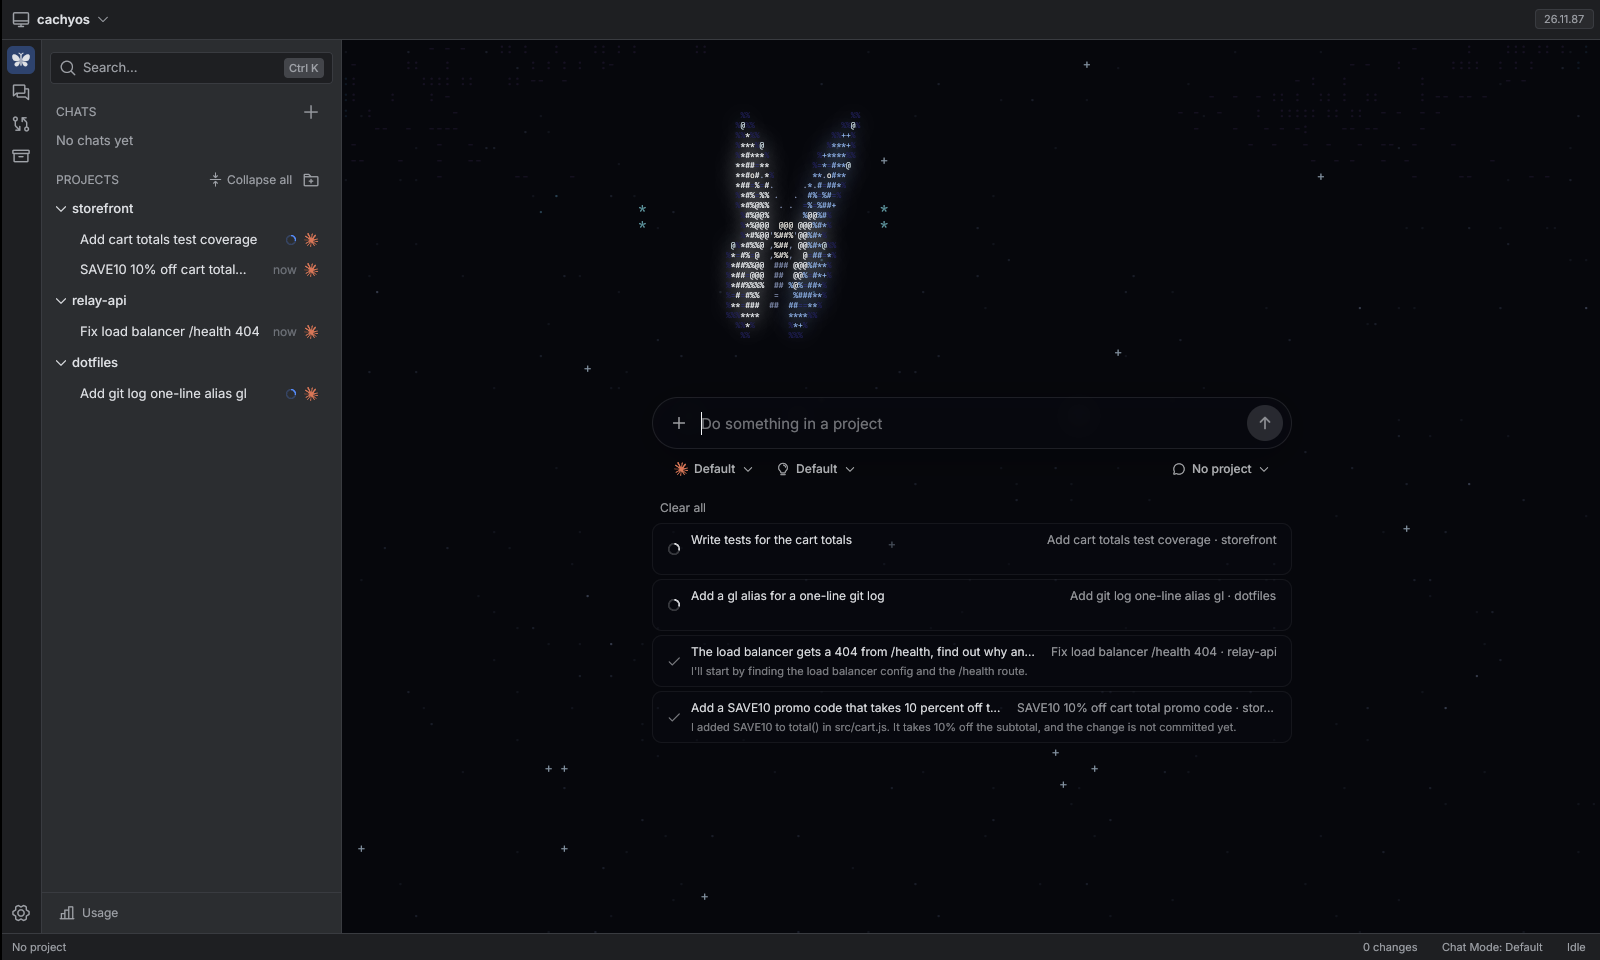 cachyos
26.11.87
Search...
Ctrl K
CHATS
No chats yet
PROJECTS
Collapse all
storefront
Add cart totals test coverage
SAVE10 10% off cart total... now
relay-api
Fix load balancer /health 404 now
dotfiles
Add git log one-line alias gl
Usage
Do something in a project
Default
Default
No project
Clear all
Write tests for the cart totals
Add cart totals test coverage · storefront
Add a gl alias for a one-line git log
Add git log one-line alias gl · dotfiles
The load balancer gets a 404 from /health, find out why an...
Fix load balancer /health 404 · relay-api
I'll start by finding the load balancer config and the /health route.
Add a SAVE10 promo code that takes 10 percent off t...
SAVE10 10% off cart total promo code · stor...
I added SAVE10 to total() in src/cart.js. It takes 10% off the subtotal, and the change is not committed yet.
No project
0 changes
Chat Mode: Default
Idle